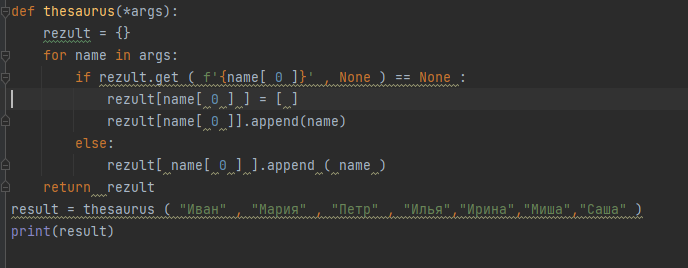 def thesaurus(*args):
    rezult = {}
    for name in args:
        if rezult.get ( f'{name[ 0 ]}' , None ) == None :
            rezult[name[ 0 ] ] = [ ]
            rezult[name[ 0 ]].append(name)
        else:
            rezult[ name[ 0 ] ].append ( name )
    return  rezult
result = thesaurus ( "Иван" , "Мария" , "Петр" , "Илья","Ирина","Миша","Саша" )
print(result)